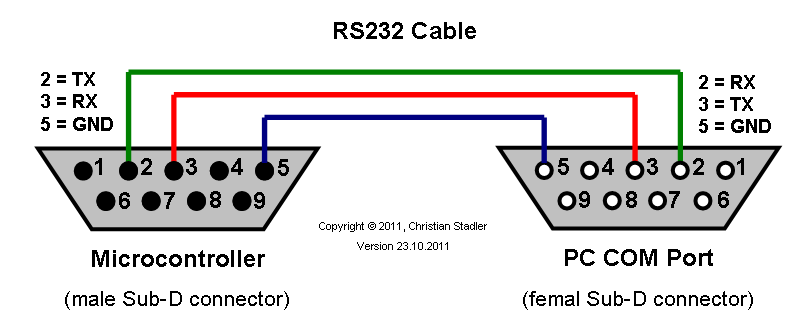 RS232 Cable
2 = TX
3 = RX
5 = GND
2 = RX
3 = TX
5 = GND
1 2 3 4 5
6 7 8 9
5 4 3 2 1
9 8 7 6
Copyright © 2011, Christian Stadler
Version 23.10.2011
Microcontroller
(male Sub-D connector)
PC COM Port
(femal Sub-D connector)